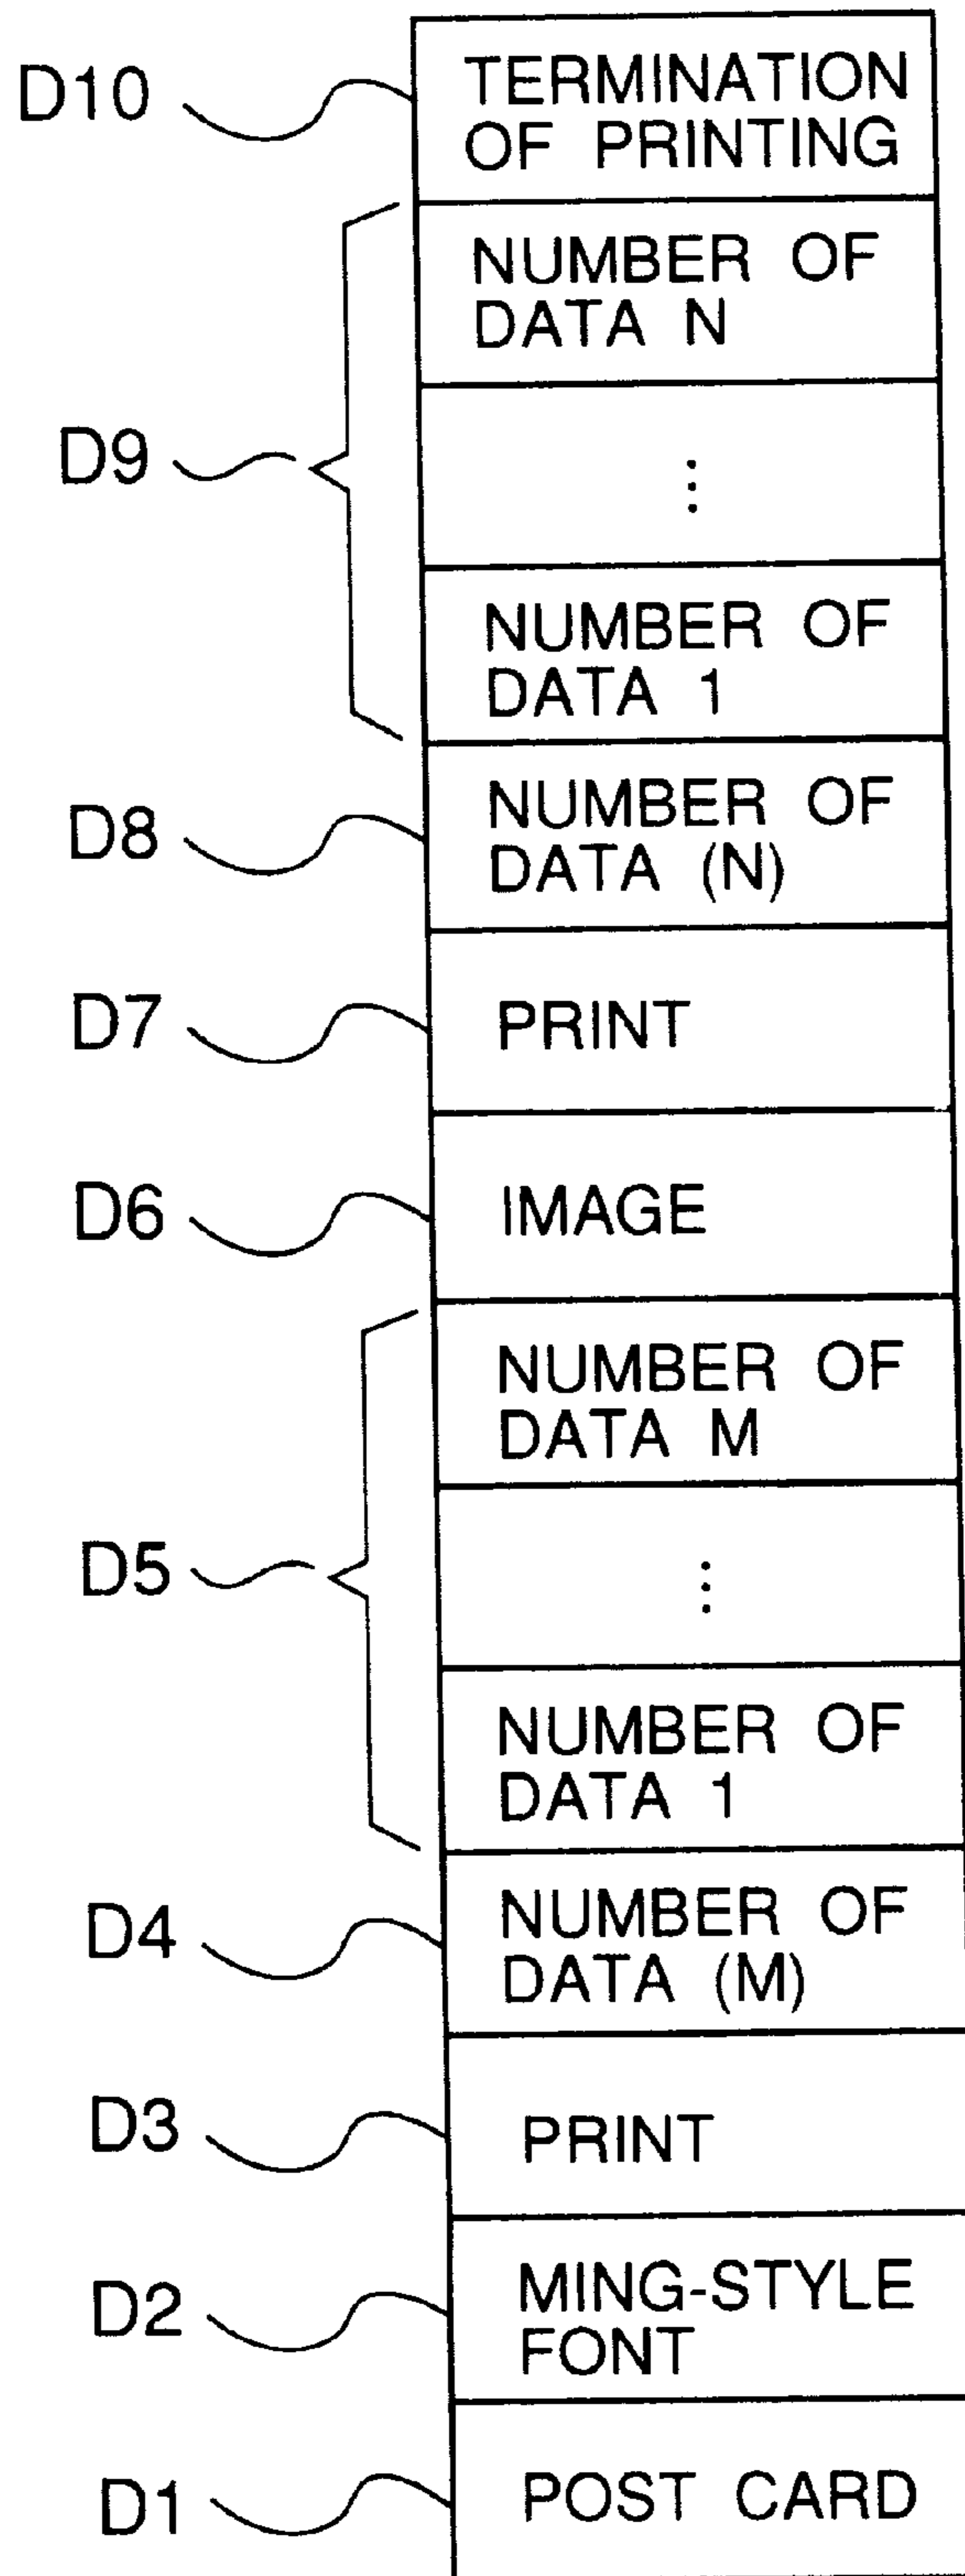 D10
TERMINATION
OF PRINTING
NUMBER OF
DATA N
D9
⋮
NUMBER OF
DATA 1
D8
NUMBER OF
DATA (N)
D7
PRINT
D6
IMAGE
NUMBER OF
DATA M
D5
⋮
NUMBER OF
DATA 1
D4
NUMBER OF
DATA (M)
D3
PRINT
D2
MING-STYLE
FONT
D1
POST CARD